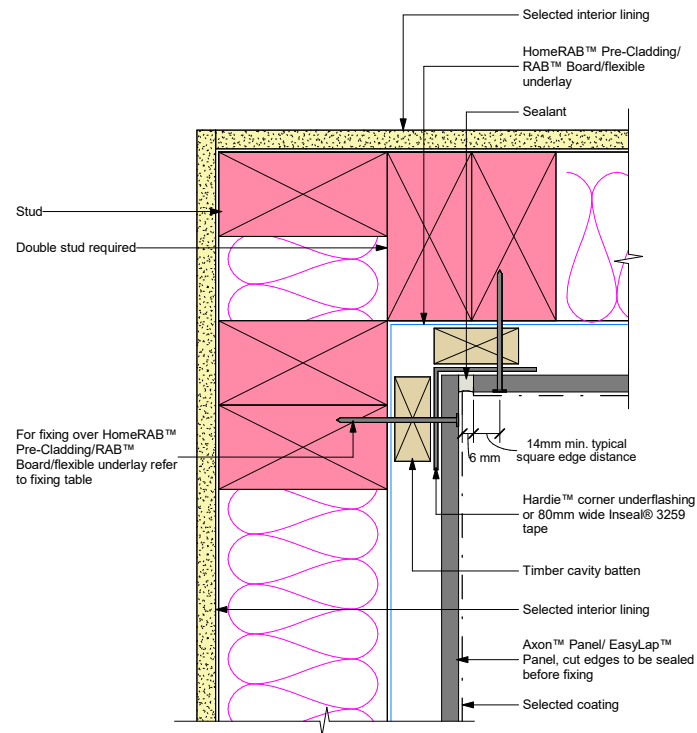 Selected interior lining
HomeRAB™ Pre-Cladding/
RAB™ Board/flexible
underlay
Sealant
Stud
Double stud required
For fixing over HomeRAB™
Pre-Cladding/RAB™
Board/flexible underlay refer
to fixing table
14mm min. typical
square edge distance
6 mm
Hardie™ corner underflashing
or 80mm wide Inseal® 3259
tape
Timber cavity batten
Selected interior lining
Axon™ Panel/ EasyLap™
Panel, cut edges to be sealed
before fixing
Selected coating